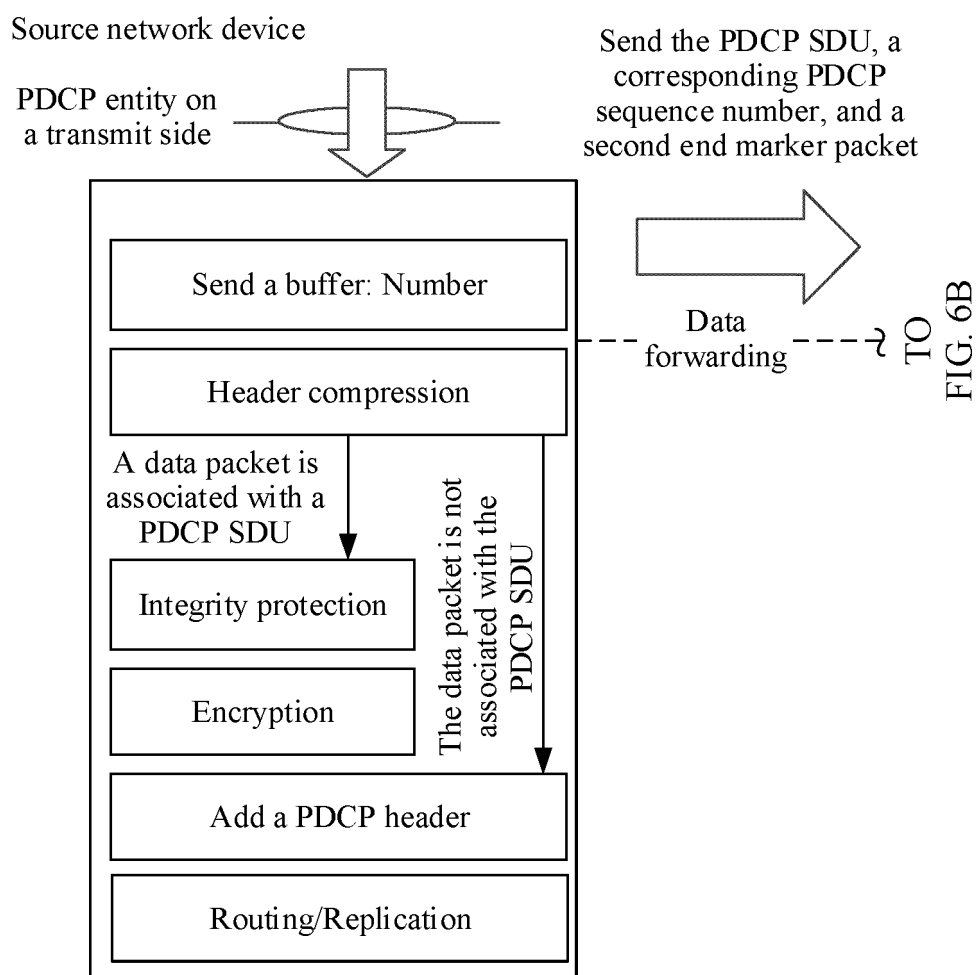 Source network device
PDCP entity on
a transmit side
Send the PDCP SDU, a
corresponding PDCP
sequence number, and a
second end marker packet
Send a buffer: Number
Data
forwarding
TO
FIG. 6B
Header compression
A data packet is
associated with a
PDCP SDU
The data packet is not
associated with the
PDCP SDU
Integrity protection
Encryption
Add a PDCP header
Routing/Replication